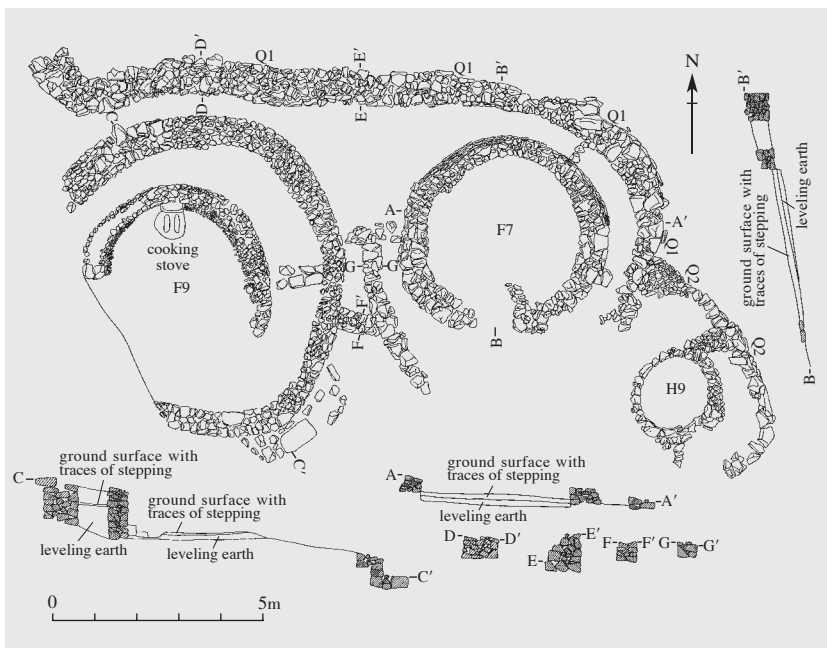 D′
Q1
E′
Q1
B′
N
B′
C
D
E
Q1
leveling earth
A
F7
A′
G
G′
Q1
cooking
stove
F9
Q2
ground surface with
traces of stepping
F′
F
B
Q2
H9
B
C′
ground surface with
traces of stepping
C
ground surface with
traces of stepping
leveling earth
leveling earth
C′
A
ground surface with
traces of stepping
leveling earth
A′
D
D′
E
E′
F
F′
G
G′
0
5m